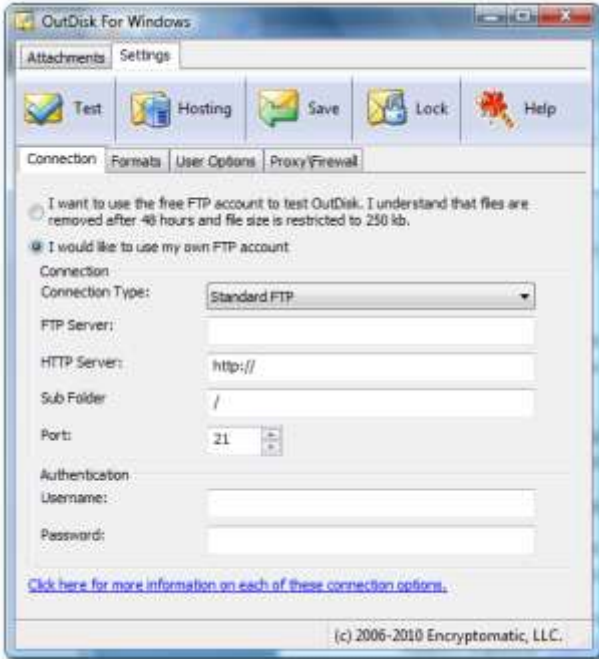 OutDisk For Windows
Attachments Settings
Test Hosting Save Lock Help
Connection Formats User Options Proxy\Firewall
I want to use the free FTP account to test OutDisk. I understand that files are
removed after 48 hours and file size is restricted to 250 kb.
I would like to use my own FTP account
Connection
Connection Type: Standard FTP
FTP Server:
HTTP Server: http://
Sub Folder /
Port: 21
Authentication
Username:
Password:
Click here for more information on each of these connection options.
(c) 2006-2010 Encryptomatic, LLC.